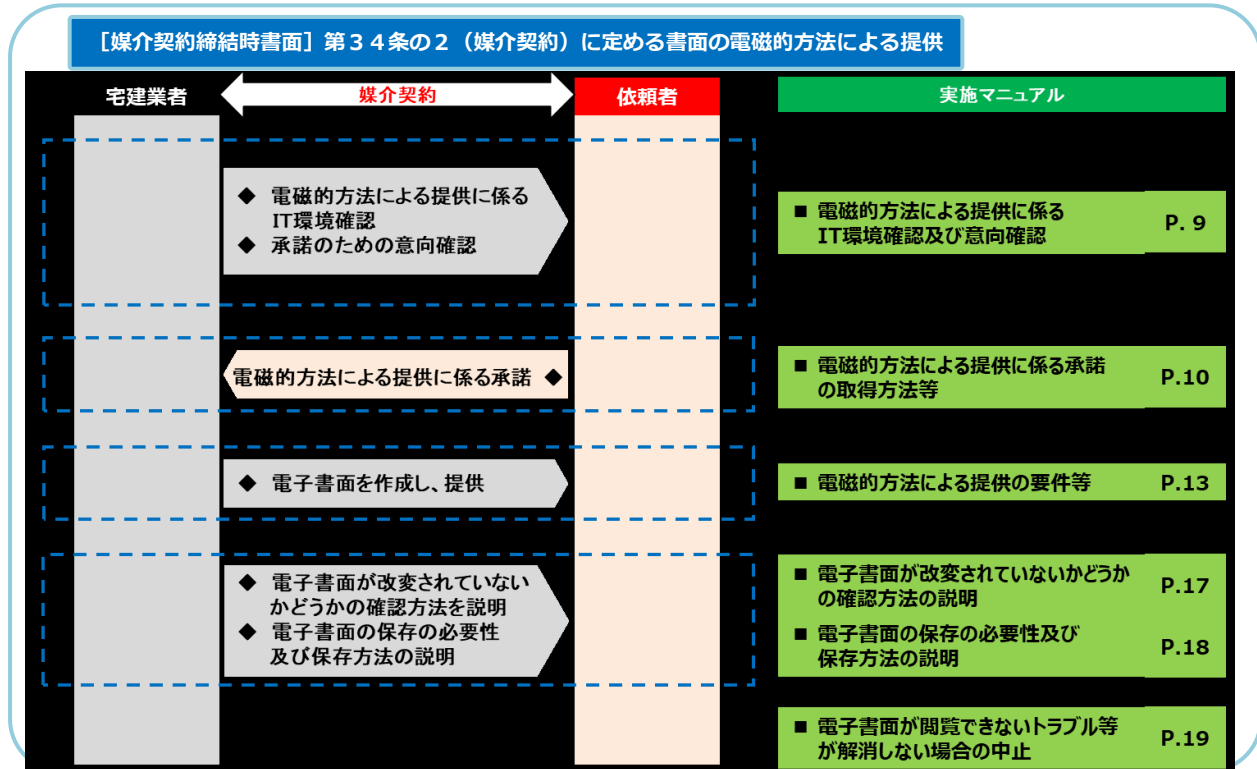 ［媒介契約締結時書面］第３４条の２（媒介契約）に定める書面の電磁的方法による提供
宅建業者
媒介契約
依頼者
実施マニュアル
◆ 電磁的方法による提供に係る
IT環境確認
◆ 承諾のための意向確認
■ 電磁的方法による提供に係る
IT環境確認及び意向確認
P. 9
電磁的方法による提供に係る承諾 ◆
■ 電磁的方法による提供に係る承諾
の取得方法等
P.10
◆ 電子書面を作成し、提供
■ 電磁的方法による提供の要件等
P.13
◆ 電子書面が改変されていない
かどうかの確認方法を説明
◆ 電子書面の保存の必要性
及び保存方法の説明
■ 電子書面が改変されていないかどうか
の確認方法の説明
P.17
■ 電子書面の保存の必要性及び
保存方法の説明
P.18
■ 電子書面が閲覧できないトラブル等
が解消しない場合の中止
P.19